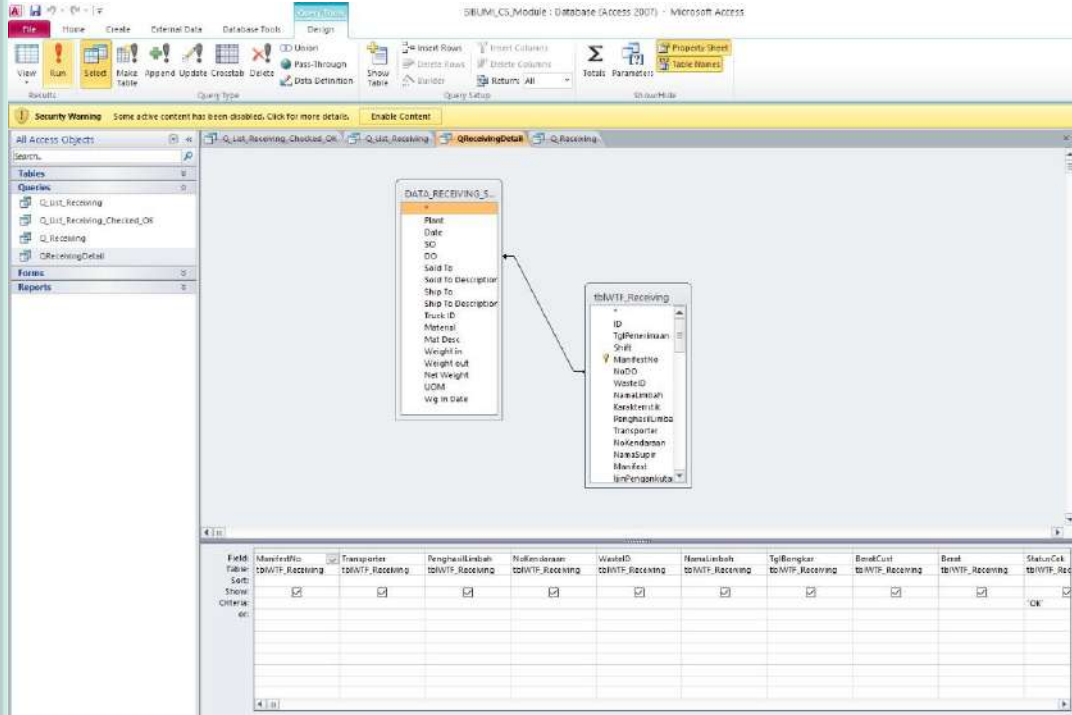 Query Tools
SIBUMI_CS_Module : Database (Access 2007) - Microsoft Access
File Home Create External Data Database Tools Design
View
Run
Select
Make Table
Append
Update
Crosstab
Delete
Union
Pass-Through
Data Definition
Show Table
Insert Rows
Delete Rows
Builder
Insert Columns
Delete Columns
Return: All
Totals
Parameters
Property Sheet
Table Names
Results
Query Type
Query Setup
Show/Hide
Security Warning Some active content has been disabled. Click for more details. Enable Content
All Access Objects
Search...
Tables
Queries
Q_List_Receiving
Q_List_Receiving_Checked_OK
Q_Receiving
QReceivingDetail
Forms
Reports
Q_List_Receiving_Checked_OK Q_List_Receiving QReceivingDetail Q_Receiving
DATA_RECEIVING_S...
*
Plant
Date
SO
DO
Sold To
Sold To Description
Ship To
Ship To Description
Truck ID
Material
Mat Desc
Weight in
Weight out
Net Weight
UOM
Wg In Date
tblWTF_Receiving
*
ID
TglPenerimaan
Shift
ManifestNo
NoDO
WasteID
NamaLimbah
Karakteristik
PenghasilLimba
Transporter
NoKendaraan
NamaSupir
Manifest
IjinPengankuta
Field: ManifestNo Transporter PenghasilLimbah NoKendaraan WasteID NamaLimbah TglBongkar BeratCust Berat StatusCek
Table: tblWTF_Receiving tblWTF_Receiving tblWTF_Receiving tblWTF_Receiving tblWTF_Receiving tblWTF_Receiving tblWTF_Receiving tblWTF_Receiving tblWTF_Receiving tblWTF_Rec
Sort:
Show:
Criteria: "OK"
or: